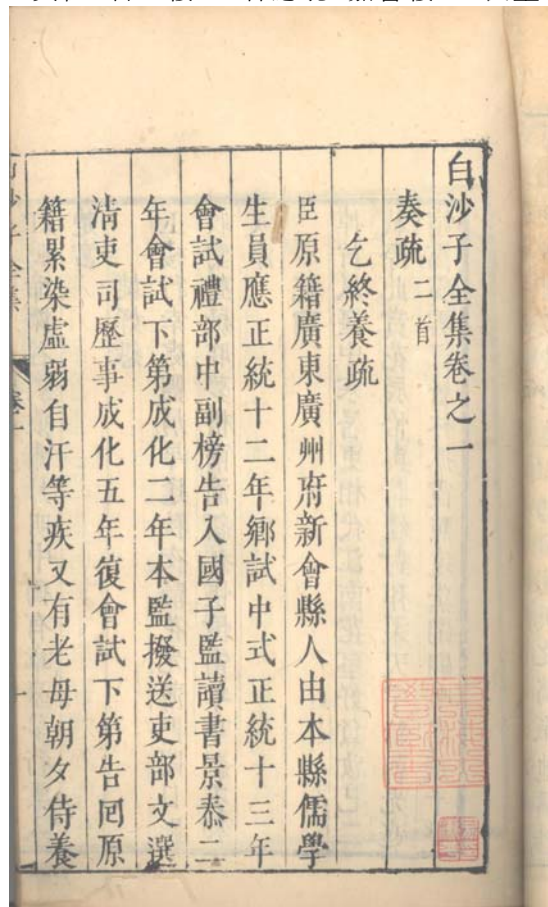 白沙子全集卷之一
奏疏二首
乞終養疏
臣原籍廣東廣州府新會縣人由本縣儒學
生員應正統十二年鄉試中式正統十三年
會試禮部中副榜告入國子監讀書景泰二
年會試下第成化二年本監撥送吏部文選
清吏司歷事成化五年復會試下第告囘原
籍累染虛弱自汗等疾又有老母朝夕侍養